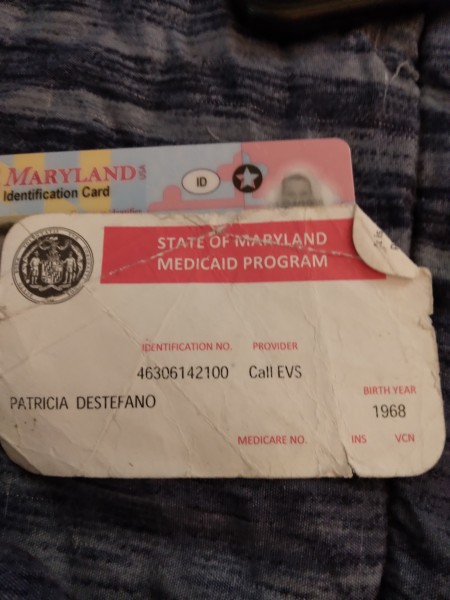 MARYLAND
Identification Card
ID
STATE OF MARYLAND
MEDICAID PROGRAM
IDENTIFICATION NO. PROVIDER
46306142100 Call EVS
PATRICIA DESTEFANO
BIRTH YEAR
1968
MEDICARE NO. INS VCN